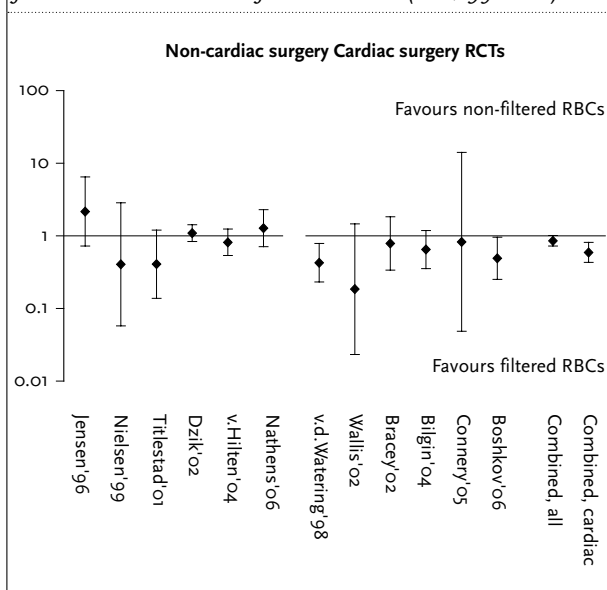 Non-cardiac surgery Cardiac surgery RCTs
100
Favours non-filtered RBCs
10
1
0.1
Favours filtered RBCs
0.01
Jensen'96
Nielsen'99
Titlestad'01
Dzik'02
v.Hilten'04
Nathens'06
v.d.Watering'98
Wallis'02
Bracey'02
Bilgin'04
Connery'05
Boshkov'06
Combined, all
Combined, cardiac